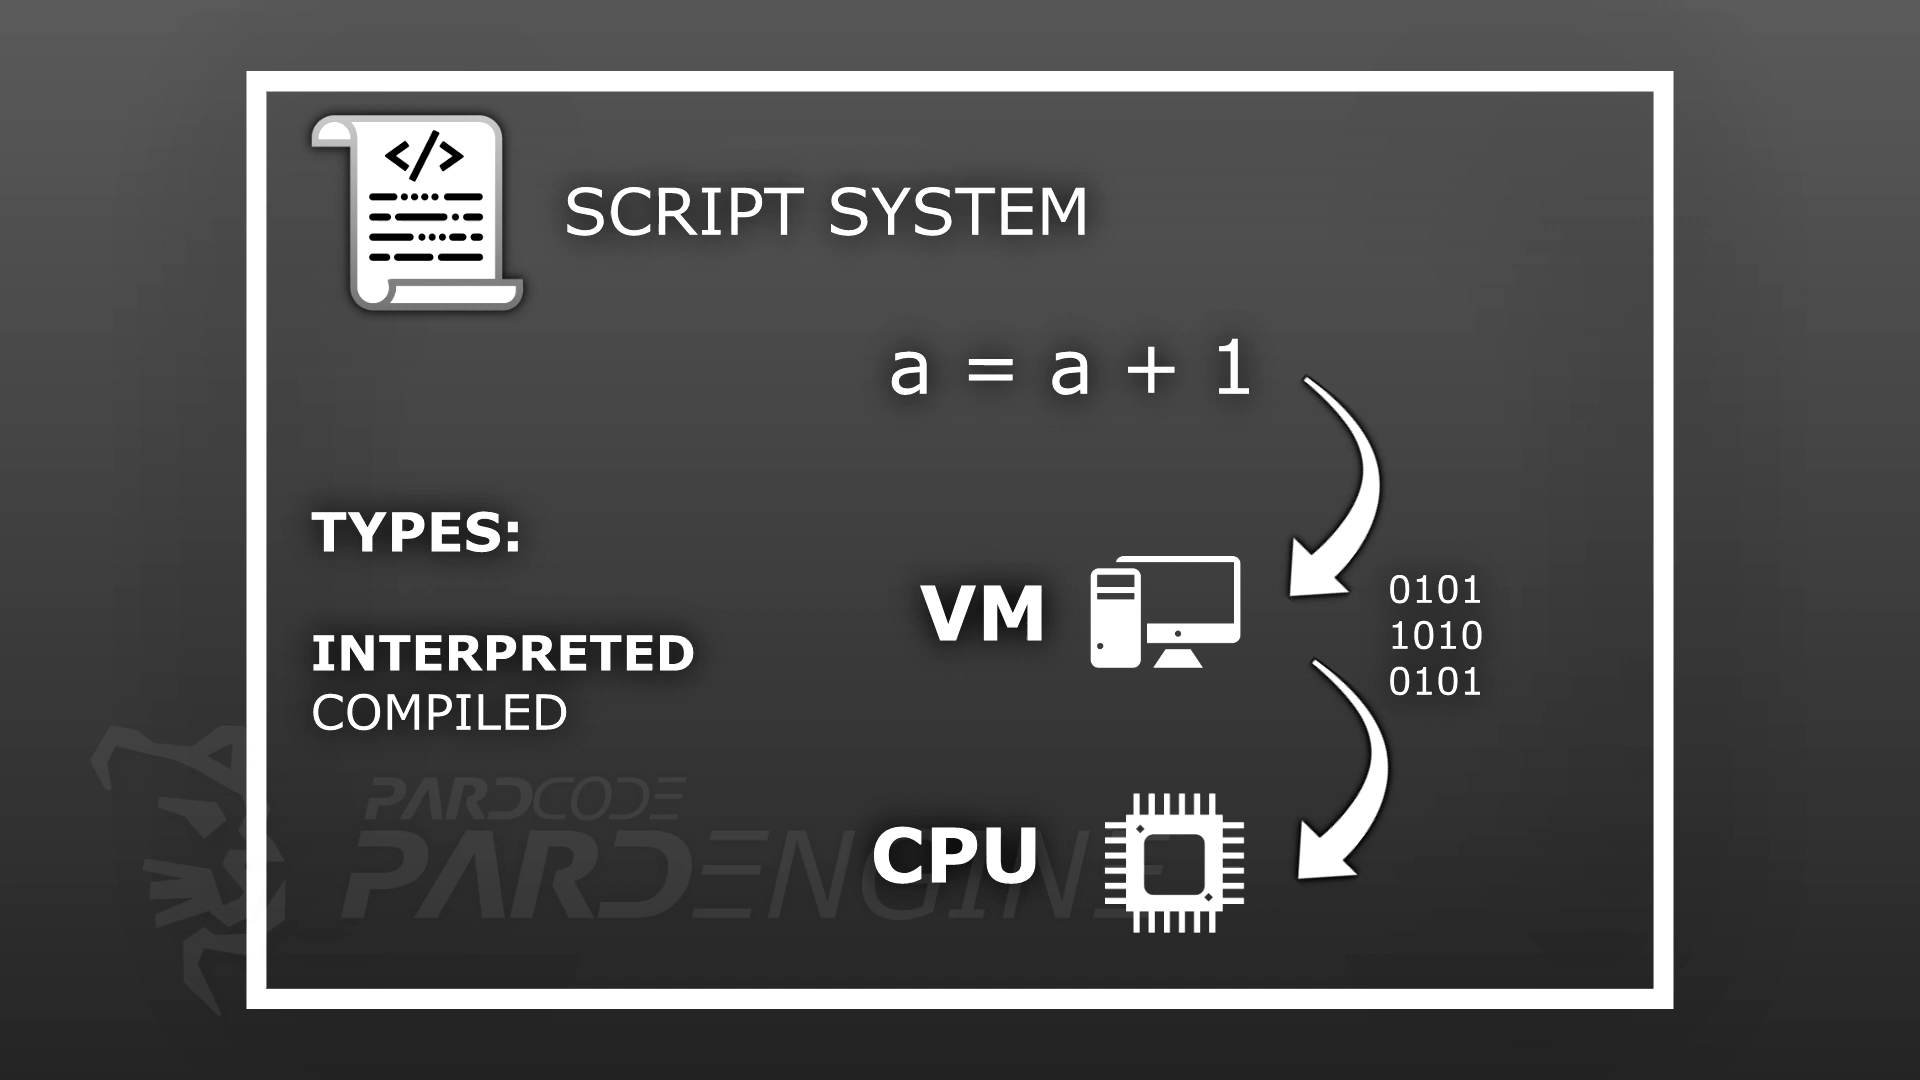 </>
SCRIPT SYSTEM
a = a + 1
TYPES:
INTERPRETED
COMPILED
VM
0101
1010
0101
CPU
PARDCODE
PARDENGINE